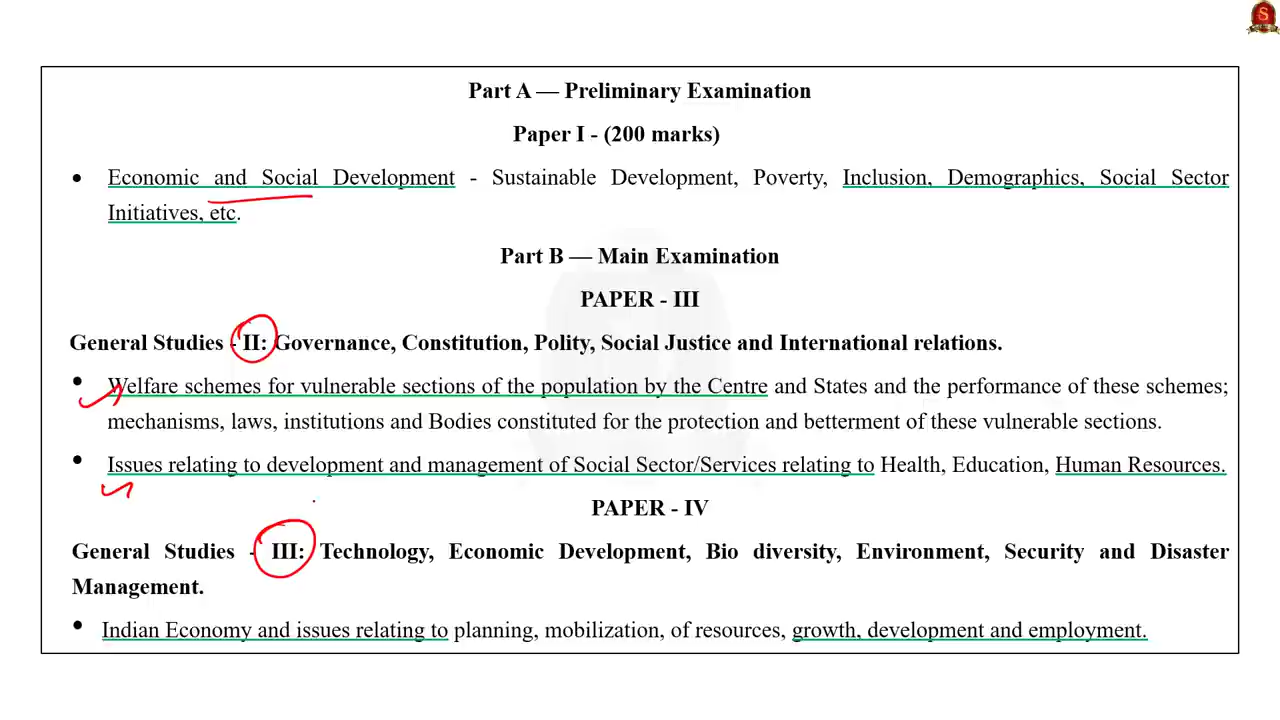 S
Part A — Preliminary Examination
Paper I - (200 marks)
• Economic and Social Development - Sustainable Development, Poverty, Inclusion, Demographics, Social Sector
Initiatives, etc.
Part B — Main Examination
PAPER - III
General Studies - II: Governance, Constitution, Polity, Social Justice and International relations.
• Welfare schemes for vulnerable sections of the population by the Centre and States and the performance of these schemes;
mechanisms, laws, institutions and Bodies constituted for the protection and betterment of these vulnerable sections.
• Issues relating to development and management of Social Sector/Services relating to Health, Education, Human Resources.
PAPER - IV
General Studies - III: Technology, Economic Development, Bio diversity, Environment, Security and Disaster
Management.
• Indian Economy and issues relating to planning, mobilization, of resources, growth, development and employment.